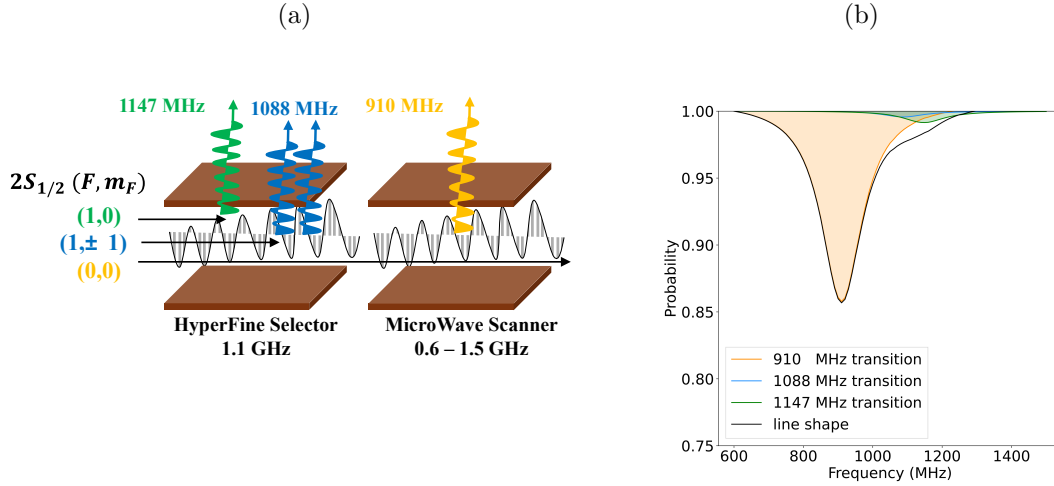 (a)
(b)
1147 MHz
1088 MHz
910 MHz
2S₁/₂ (F, m_F)
(1,0)
(1,± 1)
(0,0)
HyperFine Selector
1.1 GHz
MicroWave Scanner
0.6 – 1.5 GHz
1.00
0.95
0.90
0.85
0.80
0.75
Probability
910 MHz transition
1088 MHz transition
1147 MHz transition
line shape
600 800 1000 1200 1400
Frequency (MHz)